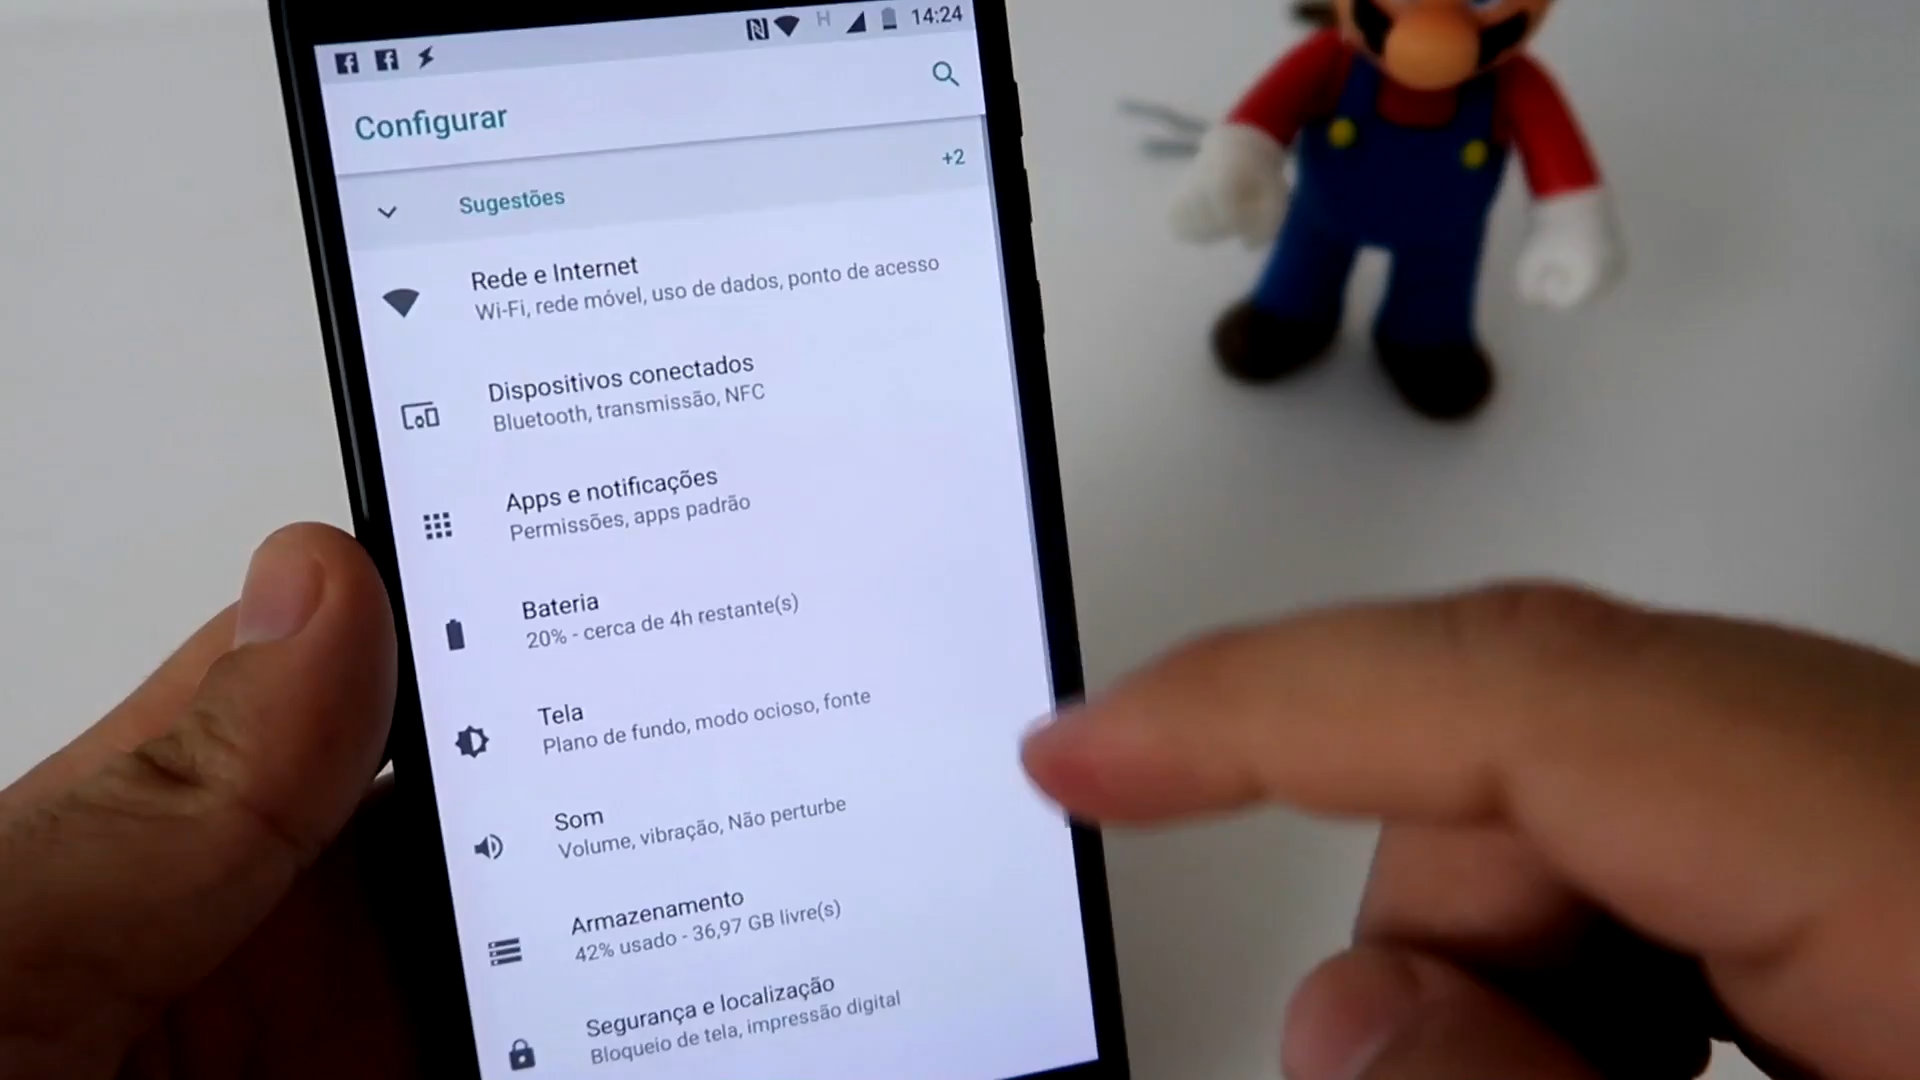 H 14:24
Configurar
+2
Sugestões
Rede e Internet
Wi-Fi, rede móvel, uso de dados, ponto de acesso
Dispositivos conectados
Bluetooth, transmissão, NFC
Apps e notificações
Permissões, apps padrão
Bateria
20% - cerca de 4h restante(s)
Tela
Plano de fundo, modo ocioso, fonte
Som
Volume, vibração, Não perturbe
Armazenamento
42% usado - 36,97 GB livre(s)
Segurança e localização
Bloqueio de tela, impressão digital